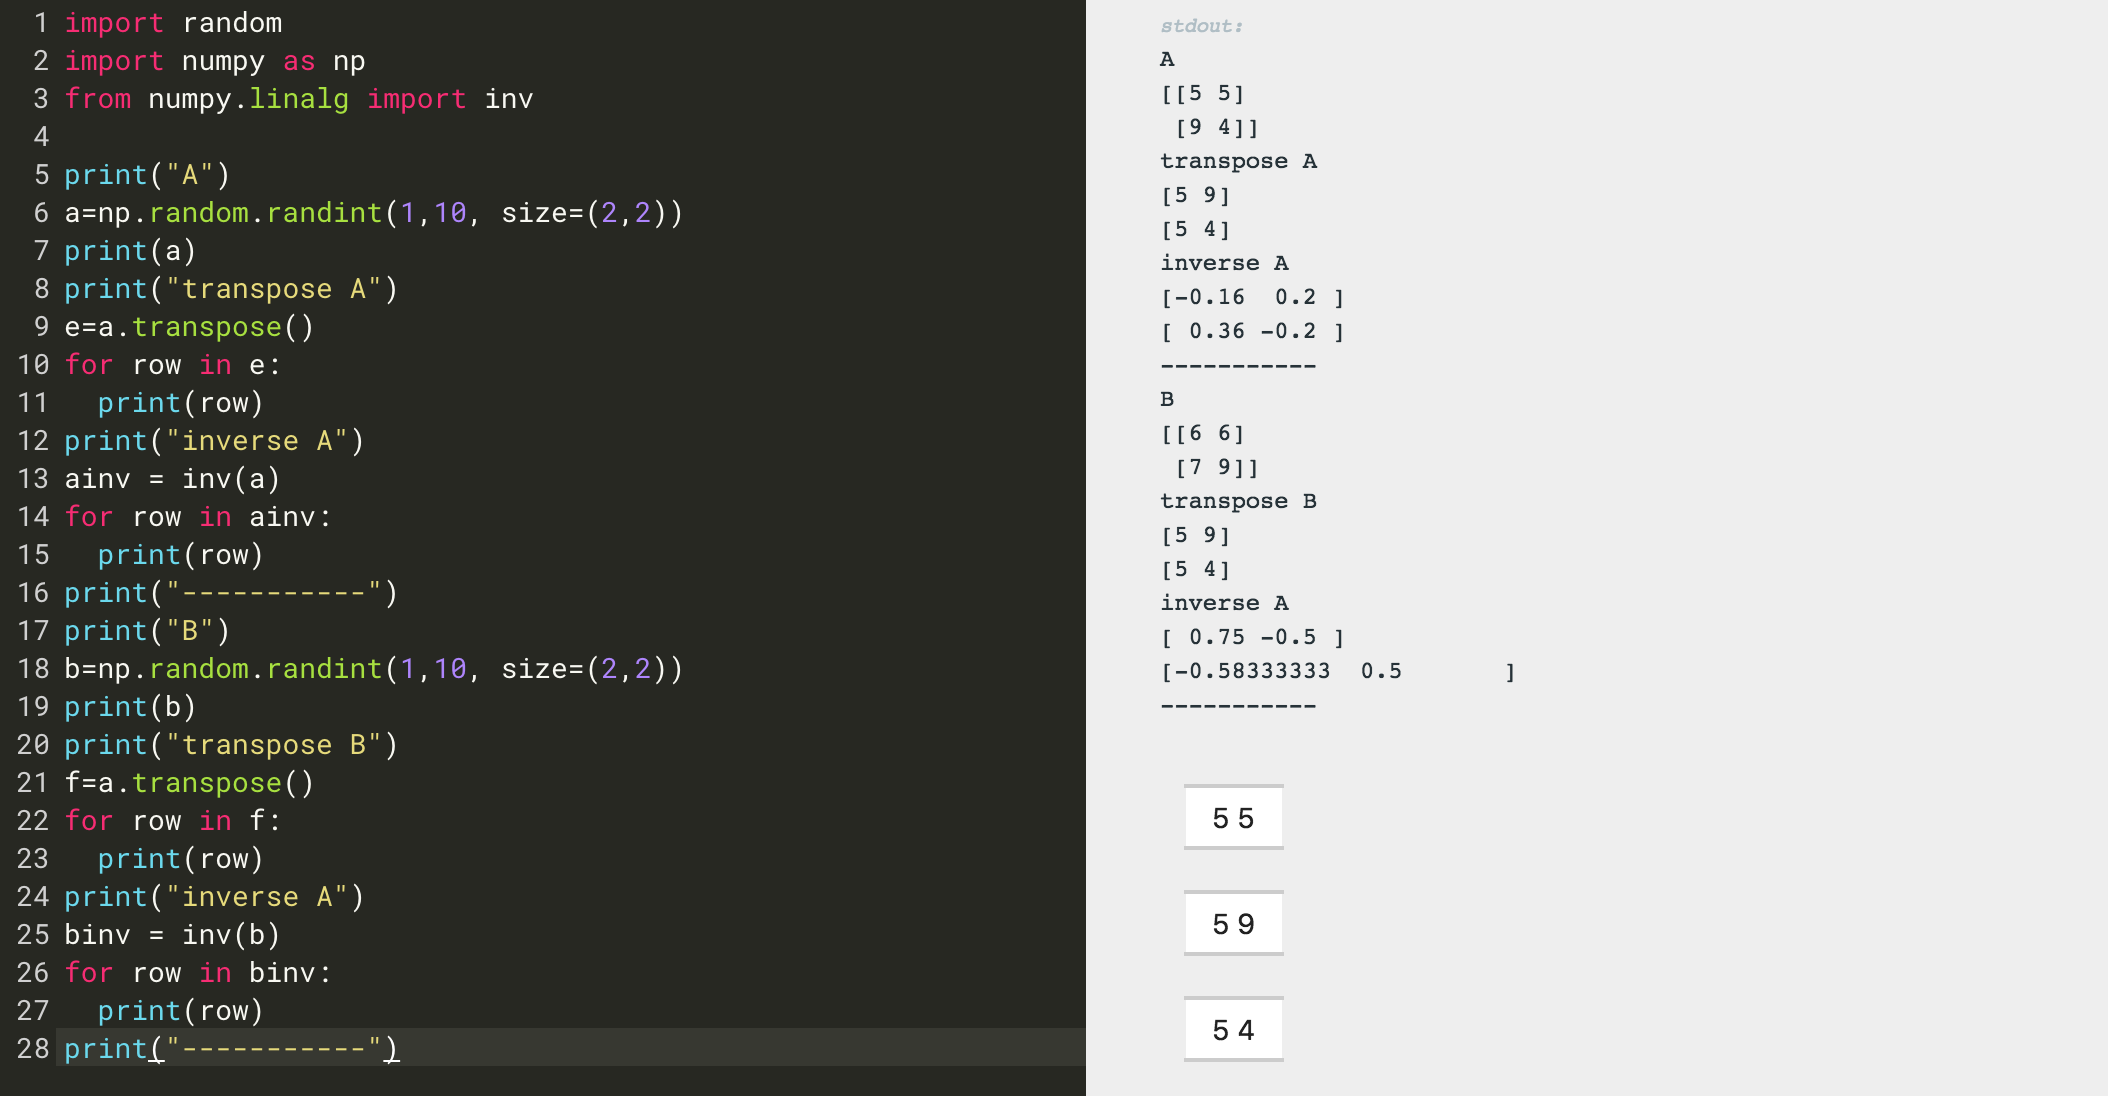 1 import random
2 import numpy as np
3 from numpy.linalg import inv
4
5 print("A")
6 a=np.random.randint(1,10, size=(2,2))
7 print(a)
8 print("transpose A")
9 e=a.transpose()
10 for row in e:
11   print(row)
12 print("inverse A")
13 ainv = inv(a)
14 for row in ainv:
15   print(row)
16 print("-----------")
17 print("B")
18 b=np.random.randint(1,10, size=(2,2))
19 print(b)
20 print("transpose B")
21 f=a.transpose()
22 for row in f:
23   print(row)
24 print("inverse A")
25 binv = inv(b)
26 for row in binv:
27   print(row)
28 print("-----------")
stdout:
A
[[5 5]
 [9 4]]
transpose A
[5 9]
[5 4]
inverse A
[-0.16  0.2 ]
[ 0.36 -0.2 ]
-----------
B
[[6 6]
 [7 9]]
transpose B
[5 9]
[5 4]
inverse A
[ 0.75 -0.5 ]
[-0.58333333  0.5       ]
-----------
5 5
5 9
5 4